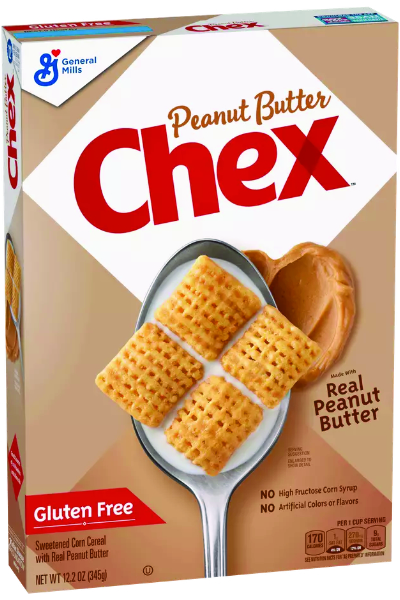 General
Mills
Peanut Butter
Chex
Chex
Made With
Real
Peanut
Butter
NO High Fructose Corn Syrup
NO Artificial Colors or Flavors
Gluten Free
Sweetened Corn Cereal
with Real Peanut Butter
NET WT 12.2 OZ (345g)
PER 1 CUP SERVING
170
CALORIES